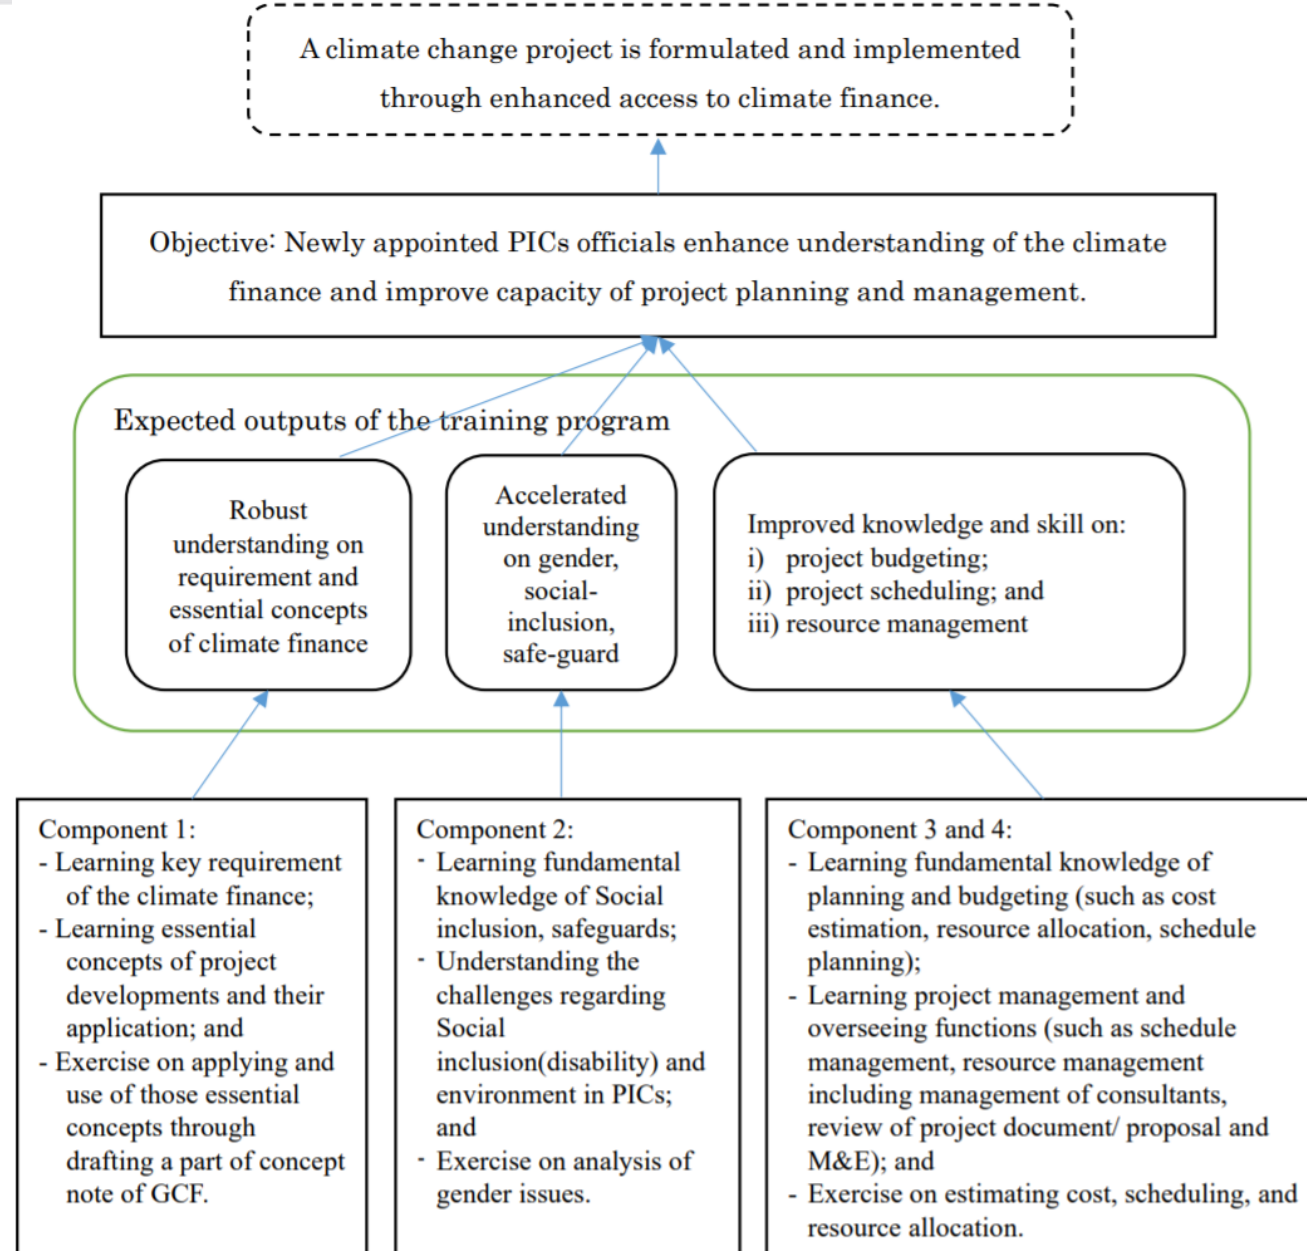 A climate change project is formulated and implemented
through enhanced access to climate finance.
Objective: Newly appointed PICs officials enhance understanding of the climate
finance and improve capacity of project planning and management.
Expected outputs of the training program
Robust
understanding on
requirement and
essential concepts
of climate finance
Accelerated
understanding
on gender,
social-
inclusion,
safe-guard
Improved knowledge and skill on:
i) project budgeting;
ii) project scheduling; and
iii) resource management
Component 1:
- Learning key requirement
of the climate finance;
- Learning essential
concepts of project
developments and their
application; and
- Exercise on applying and
use of those essential
concepts through
drafting a part of concept
note of GCF.
Component 2:
- Learning fundamental
knowledge of Social
inclusion, safeguards;
- Understanding the
challenges regarding
Social
inclusion(disability) and
environment in PICs;
and
- Exercise on analysis of
gender issues.
Component 3 and 4:
- Learning fundamental knowledge of
planning and budgeting (such as cost
estimation, resource allocation, schedule
planning);
- Learning project management and
overseeing functions (such as schedule
management, resource management
including management of consultants,
review of project document/ proposal and
M&E); and
- Exercise on estimating cost, scheduling, and
resource allocation.